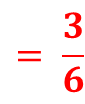 = 3/6